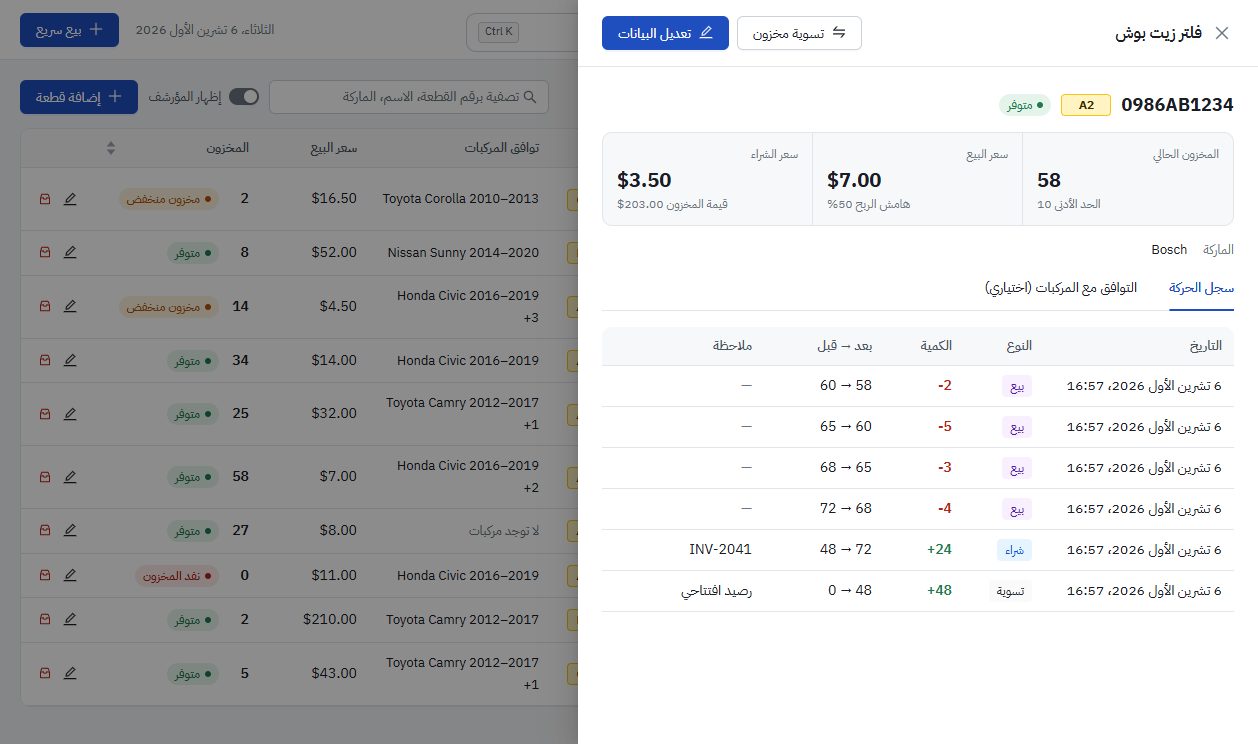 فلتر زيت بوش
تسوية مخزون
تعديل البيانات
0986AB1234 A2 متوفر
المخزون الحالي
58
الحد الأدنى 10
سعر البيع
$7.00
هامش الربح 50%
سعر الشراء
$3.50
قيمة المخزون 203.00$
الماركة Bosch
سجل الحركة
التوافق مع المركبات (اختياري)
التاريخ النوع الكمية بعد → قبل ملاحظة
6 تشرين الأول 2026، 16:57 بيع -2 60 → 58 —
6 تشرين الأول 2026، 16:57 بيع -5 65 → 60 —
6 تشرين الأول 2026، 16:57 بيع -3 68 → 65 —
6 تشرين الأول 2026، 16:57 بيع -4 72 → 68 —
6 تشرين الأول 2026، 16:57 شراء +24 48 → 72 INV-2041
6 تشرين الأول 2026، 16:57 تسوية +48 0 → 48 رصيد افتتاحي
Ctrl K
الثلاثاء، 6 تشرين الأول 2026
بيع سريع
تصفية برقم القطعة، الاسم، الماركة
إظهار المؤرشف
إضافة قطعة
توافق المركبات سعر البيع المخزون
Toyota Corolla 2010–2013 $16.50 2 مخزون منخفض
Nissan Sunny 2014–2020 $52.00 8 متوفر
Honda Civic 2016–2019 $4.50 14 مخزون منخفض
+3
Honda Civic 2016–2019 $14.00 34 متوفر
Toyota Camry 2012–2017 $32.00 25 متوفر
+1
Honda Civic 2016–2019 $7.00 58 متوفر
+2
لا توجد مركبات $8.00 27 متوفر
Honda Civic 2016–2019 $11.00 0 نفد المخزون
Toyota Camry 2012–2017 $210.00 2 متوفر
Toyota Camry 2012–2017 $43.00 5 متوفر
+1